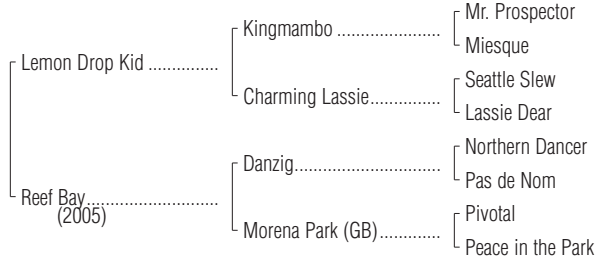 Mr. Prospector
Kingmambo ....................
Miesque
Lemon Drop Kid ..............
Seattle Slew
Charming Lassie..............
Lassie Dear
Northern Dancer
Danzig.............................
Pas de Nom
Reef Bay..........................
(2005)
Pivotal
Morena Park (GB).............
Peace in the Park